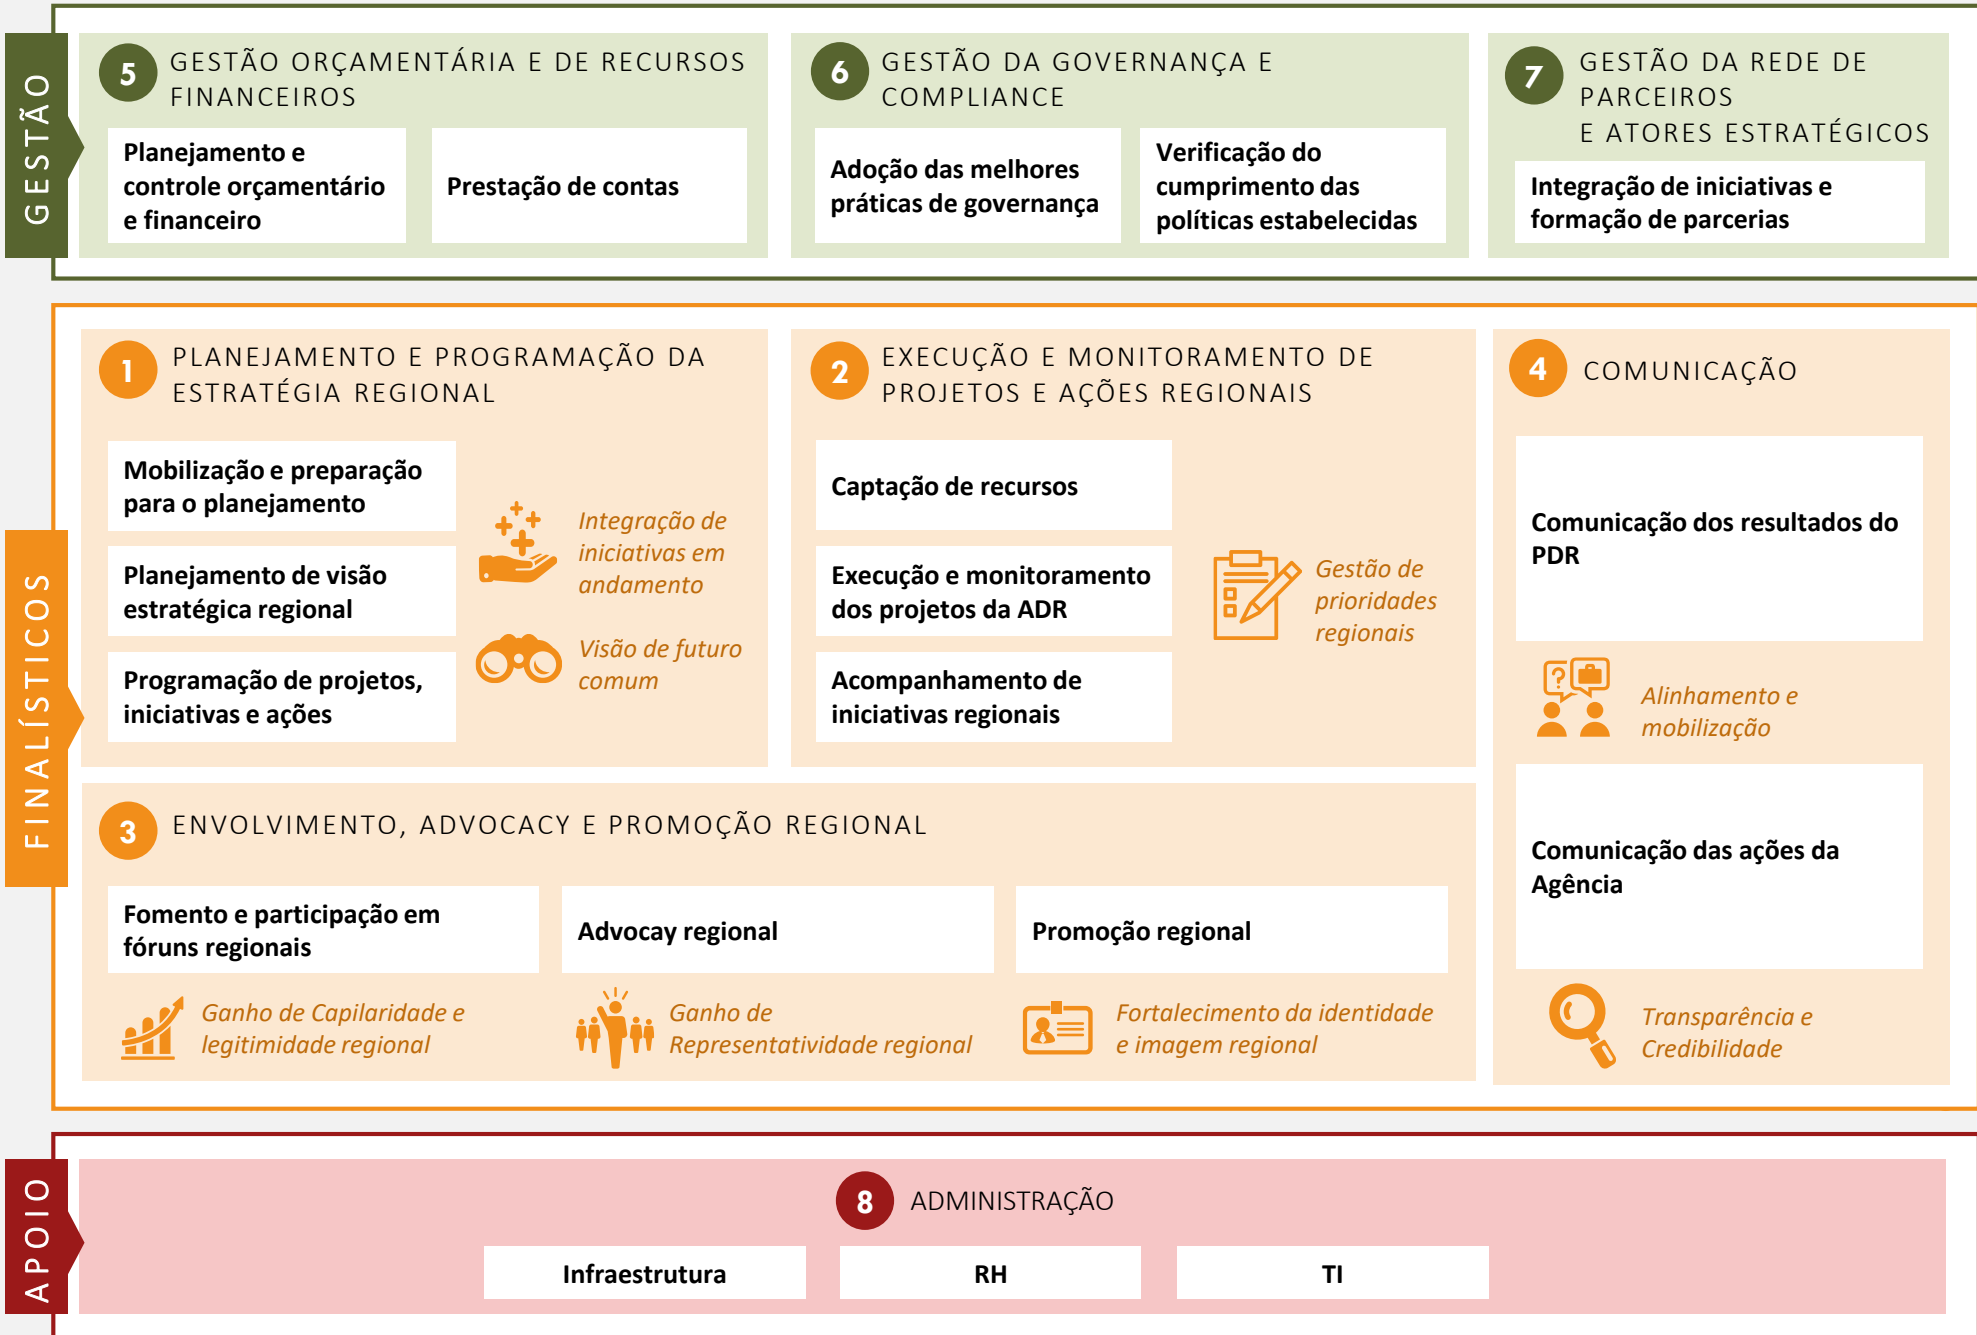 GESTÃO
5
GESTÃO ORÇAMENTÁRIA E DE RECURSOS
FINANCEIROS
Planejamento e
controle orçamentário
e financeiro
Prestação de contas
6
GESTÃO DA GOVERNANÇA E
COMPLIANCE
Adoção das melhores
práticas de governança
Verificação do
cumprimento das
políticas estabelecidas
7
GESTÃO DA REDE DE
PARCEIROS
E ATORES ESTRATÉGICOS
Integração de iniciativas e
formação de parcerias
FINALÍSTICOS
1
PLANEJAMENTO E PROGRAMAÇÃO DA
ESTRATÉGIA REGIONAL
Mobilização e preparação
para o planejamento
Planejamento de visão
estratégica regional
Programação de projetos,
iniciativas e ações
Integração de
iniciativas em
andamento
Visão de futuro
comum
2
EXECUÇÃO E MONITORAMENTO DE
PROJETOS E AÇÕES REGIONAIS
Captação de recursos
Execução e monitoramento
dos projetos da ADR
Acompanhamento de
iniciativas regionais
Gestão de
prioridades
regionais
3
ENVOLVIMENTO, ADVOCACY E PROMOÇÃO REGIONAL
Fomento e participação em
fóruns regionais
Advocay regional
Promoção regional
Ganho de Capilaridade e
legitimidade regional
Ganho de
Representatividade regional
Fortalecimento da identidade
e imagem regional
4
COMUNICAÇÃO
Comunicação dos resultados do
PDR
?
Alinhamento e
mobilização
Comunicação das ações da
Agência
Transparência e
Credibilidade
APOIO
8
ADMINISTRAÇÃO
Infraestrutura
RH
TI